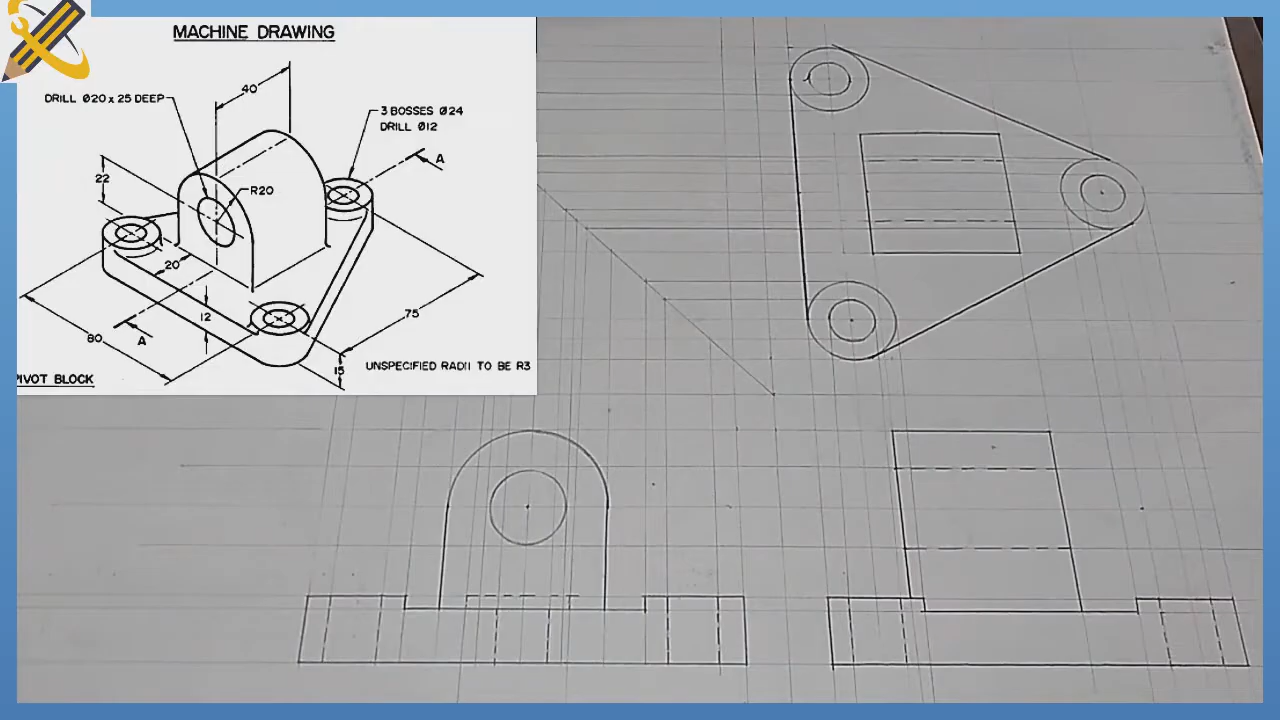 MACHINE DRAWING
40
DRILL Ø20 x 25 DEEP
3 BOSSES Ø24
DRILL Ø12
A
22
R20
20
12
75
80
A
15
UNSPECIFIED RADII TO BE R3
PIVOT BLOCK